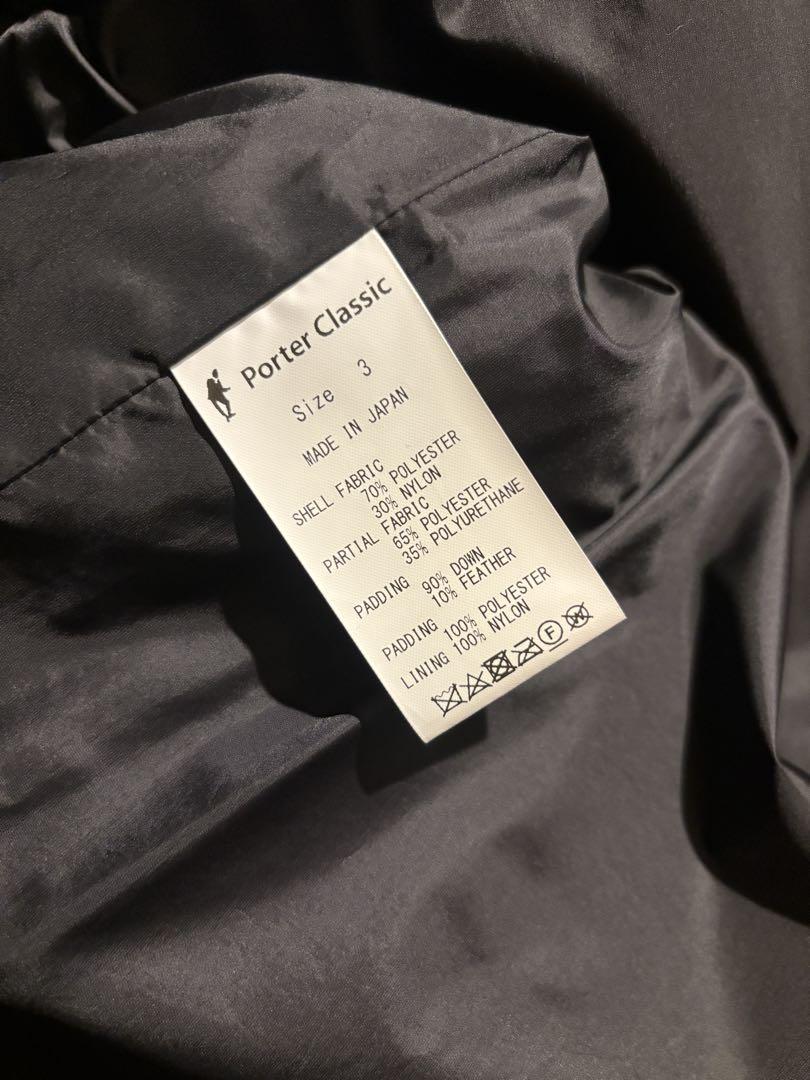 Porter Classic
Size 3
MADE IN JAPAN
SHELL FABRIC
70% POLYESTER
30% NYLON
PARTIAL FABRIC
65% POLYESTER
35% POLYURETHANE
PADDING 90% DOWN
10% FEATHER
PADDING 100% POLYESTER
LINING 100% NYLON
F W